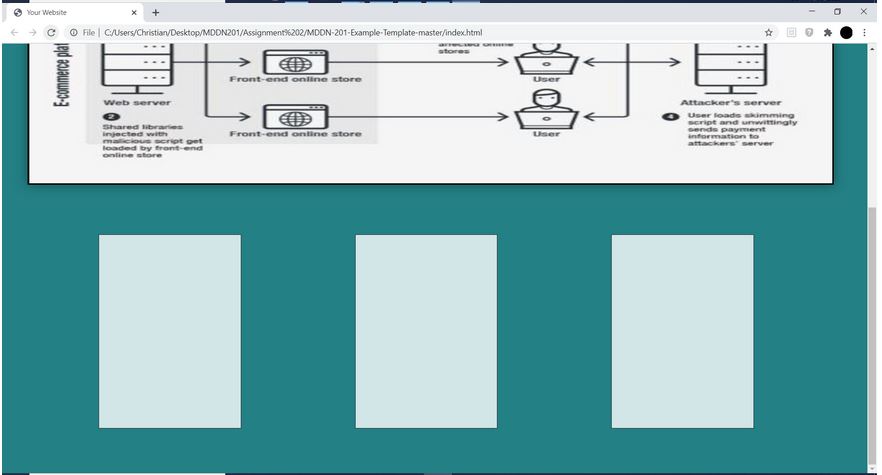 Your Website
File | C:/Users/Christian/Desktop/MDDN201/Assignment%202/MDDN-201-Example-Template-master/index.html
affected online
stores
E-commerce plat
Front-end online store
User
Web server
Attacker's server
2
Shared libraries
injected with
malicious script get
loaded by front-end
online store
Front-end online store
User
4
User loads skimming
script and unwittingly
sends payment
information to
attackers' server